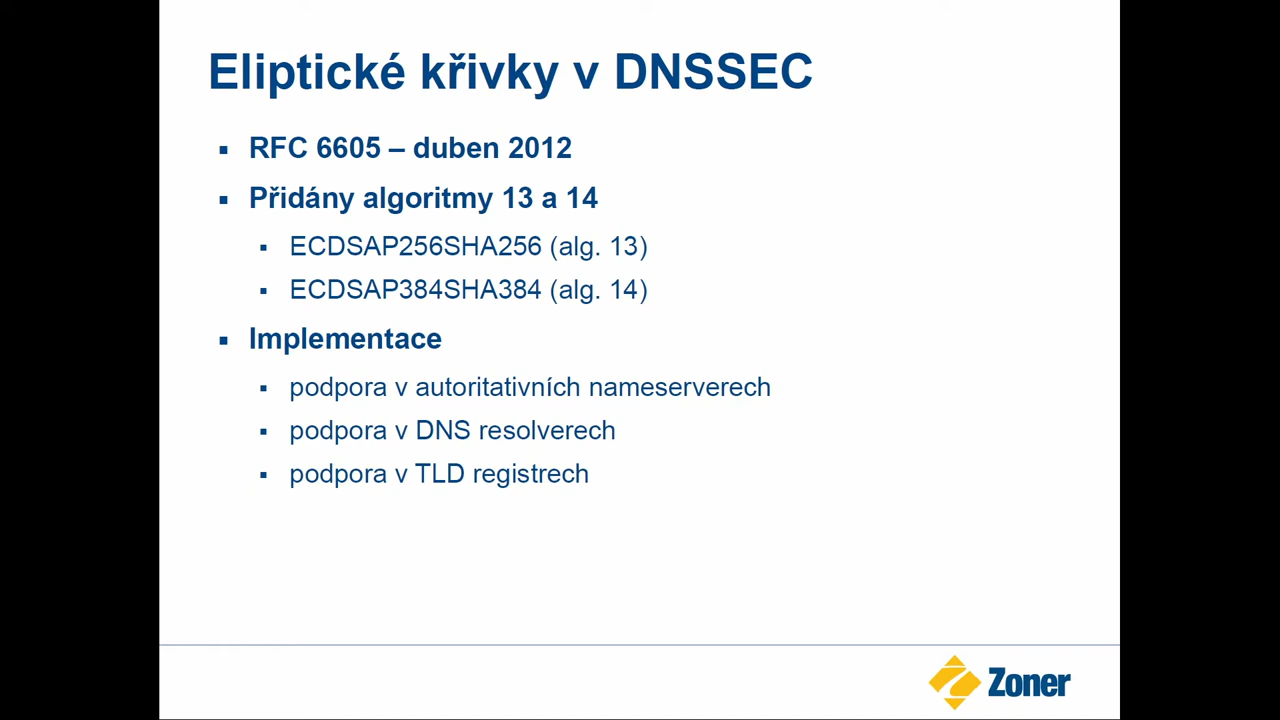 Eliptické křivky v DNSSEC
▪ RFC 6605 – duben 2012
▪ Přidány algoritmy 13 a 14
▪ ECDSAP256SHA256 (alg. 13)
▪ ECDSAP384SHA384 (alg. 14)
▪ Implementace
▪ podpora v autoritativních nameserverech
▪ podpora v DNS resolverech
▪ podpora v TLD registrech
Zoner